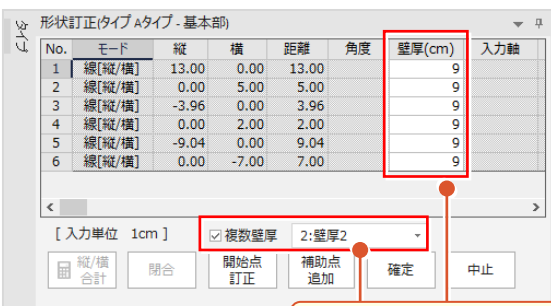 タイプ
形状訂正(タイプ Aタイプ - 基本部)
No. モード 縦 横 距離 角度 壁厚(cm) 入力軸
1 線[縦/横] 13.00 0.00 13.00 9
2 線[縦/横] 0.00 5.00 5.00 9
3 線[縦/横] -3.96 0.00 3.96 9
4 線[縦/横] 0.00 2.00 2.00 9
5 線[縦/横] -9.04 0.00 9.04 9
6 線[縦/横] 0.00 -7.00 7.00 9
[ 入力単位 1cm ] 複数壁厚 2:壁厚2
縦/横
合計
閉合
開始点
訂正
補助点
追加
確定
中止